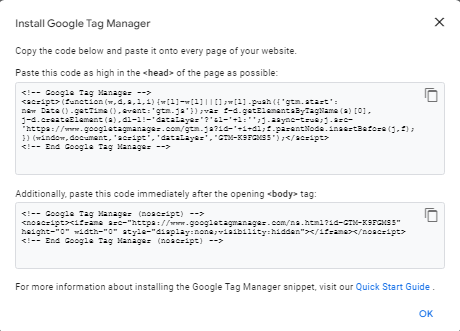 Install Google Tag Manager
Copy the code below and paste it onto every page of your website.
Paste this code as high in the <head> of the page as possible:
<!-- Google Tag Manager -->
<script>(function(w,d,s,l,i){w[l]=w[l]||[];w[l].push({'gtm.start':
new Date().getTime(),event:'gtm.js'});var f=d.getElementsByTagName(s)[0],
j=d.createElement(s),dl=l!='dataLayer'?'&l='+l:'';j.async=true;j.src=
'https://www.googletagmanager.com/gtm.js?id='+i+dl;f.parentNode.insertBefore(j,f);
})(window,document,'script','dataLayer','GTM-K9FGMS5');</script>
<!-- End Google Tag Manager -->
Additionally, paste this code immediately after the opening <body> tag:
<!-- Google Tag Manager (noscript) -->
<noscript><iframe src="https://www.googletagmanager.com/ns.html?id=GTM-K9FGMS5"
height="0" width="0" style="display:none;visibility:hidden"></iframe></noscript>
<!-- End Google Tag Manager (noscript) -->
For more information about installing the Google Tag Manager snippet, visit our Quick Start Guide .
OK